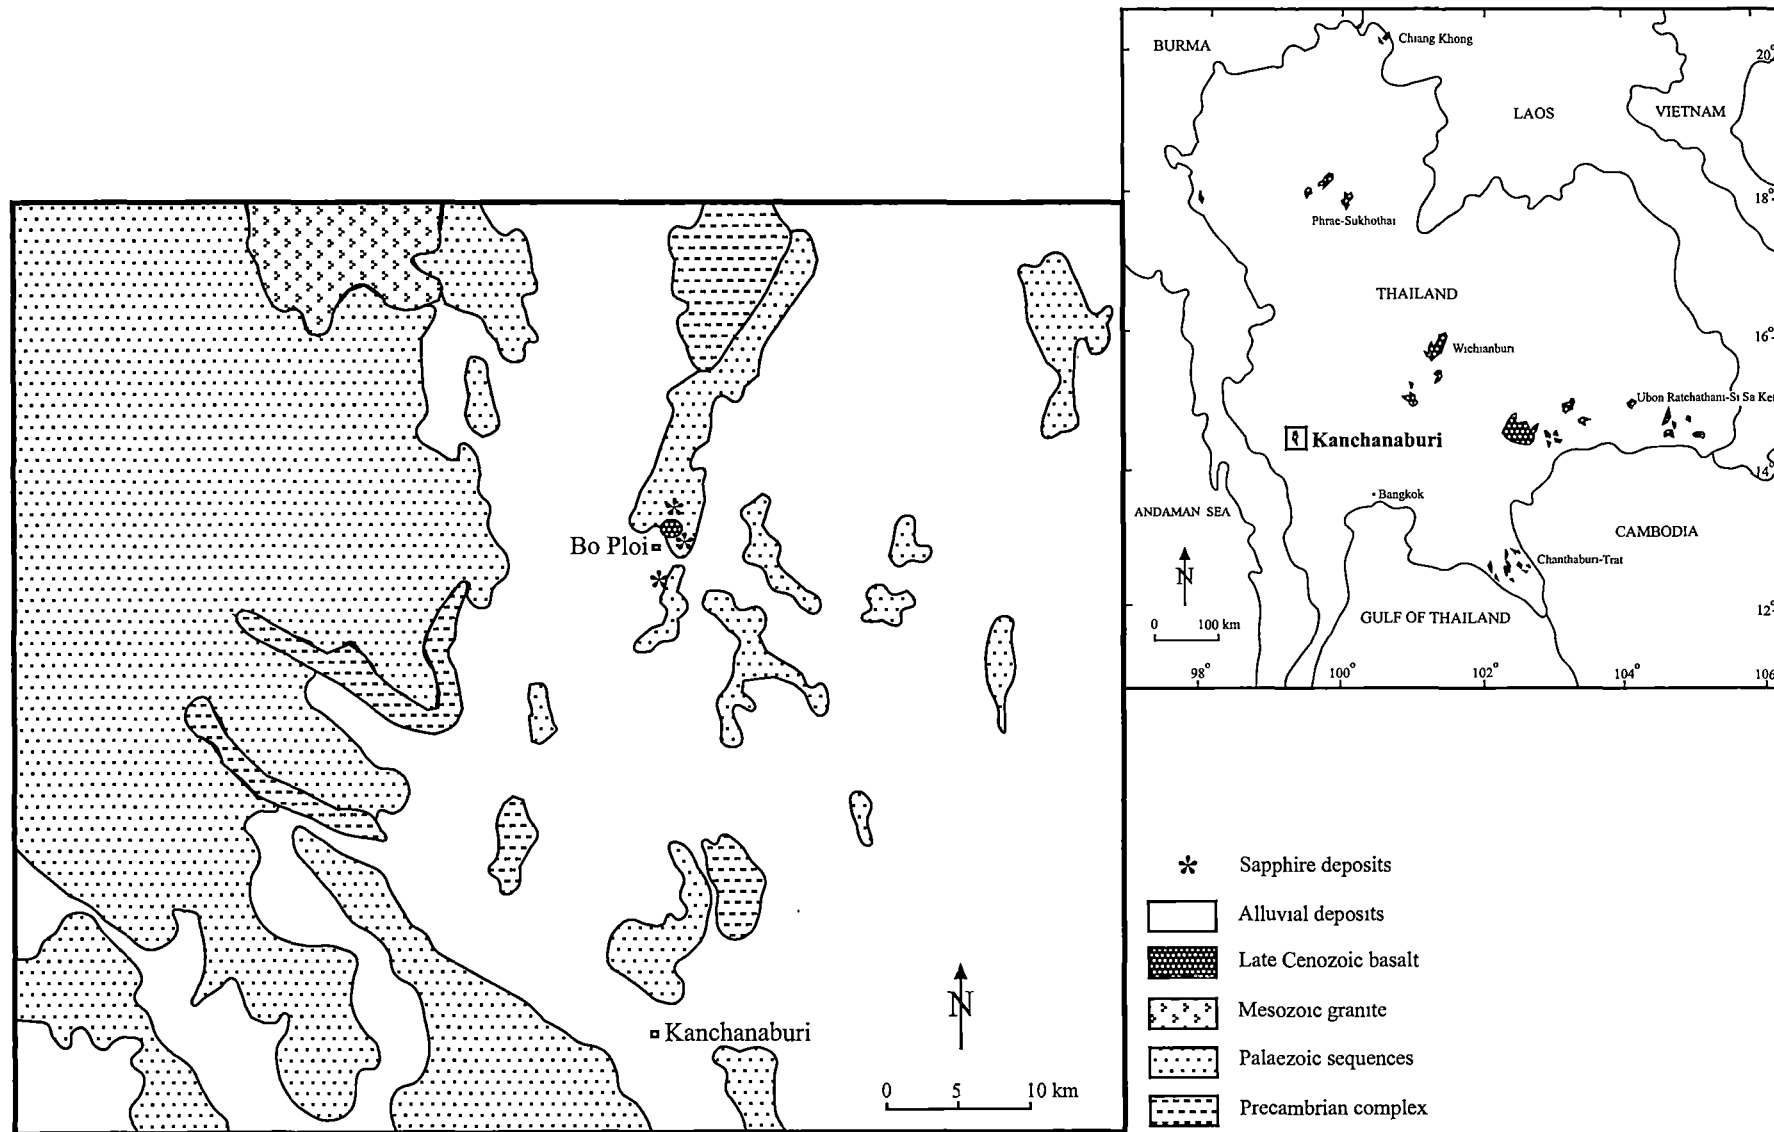 Bo Ploi
Kanchanaburi
N
0 5 10 km
BURMA
Chiang Khong
20°
LAOS
VIETNAM
18°
Phrae-Sukhothai
THAILAND
16°
Wichianburi
Ubon Ratchathani-Si Sa Ket
Kanchanaburi
14°
Bangkok
ANDAMAN SEA
CAMBODIA
Chanthaburi-Trat
N
12°
0 100 km
GULF OF THAILAND
98° 100° 102° 104° 106
Sapphire deposits
Alluvial deposits
Late Cenozoic basalt
Mesozoic granite
Palaezoic sequences
Precambrian complex